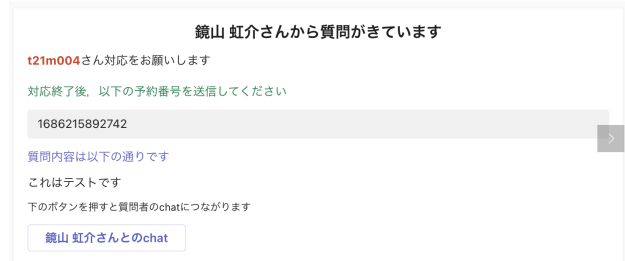 鏡山 虹介さんから質問がきています
t21m004さん対応をお願いします
対応終了後，以下の予約番号を送信してください
1686215892742
質問内容は以下の通りです
これはテストです
下のボタンを押すと質問者のchatにつながります
鏡山 虹介さんとのchat